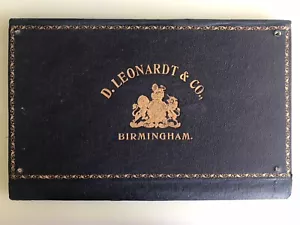 D. LEONARDT & CO.,
BIRMINGHAM.